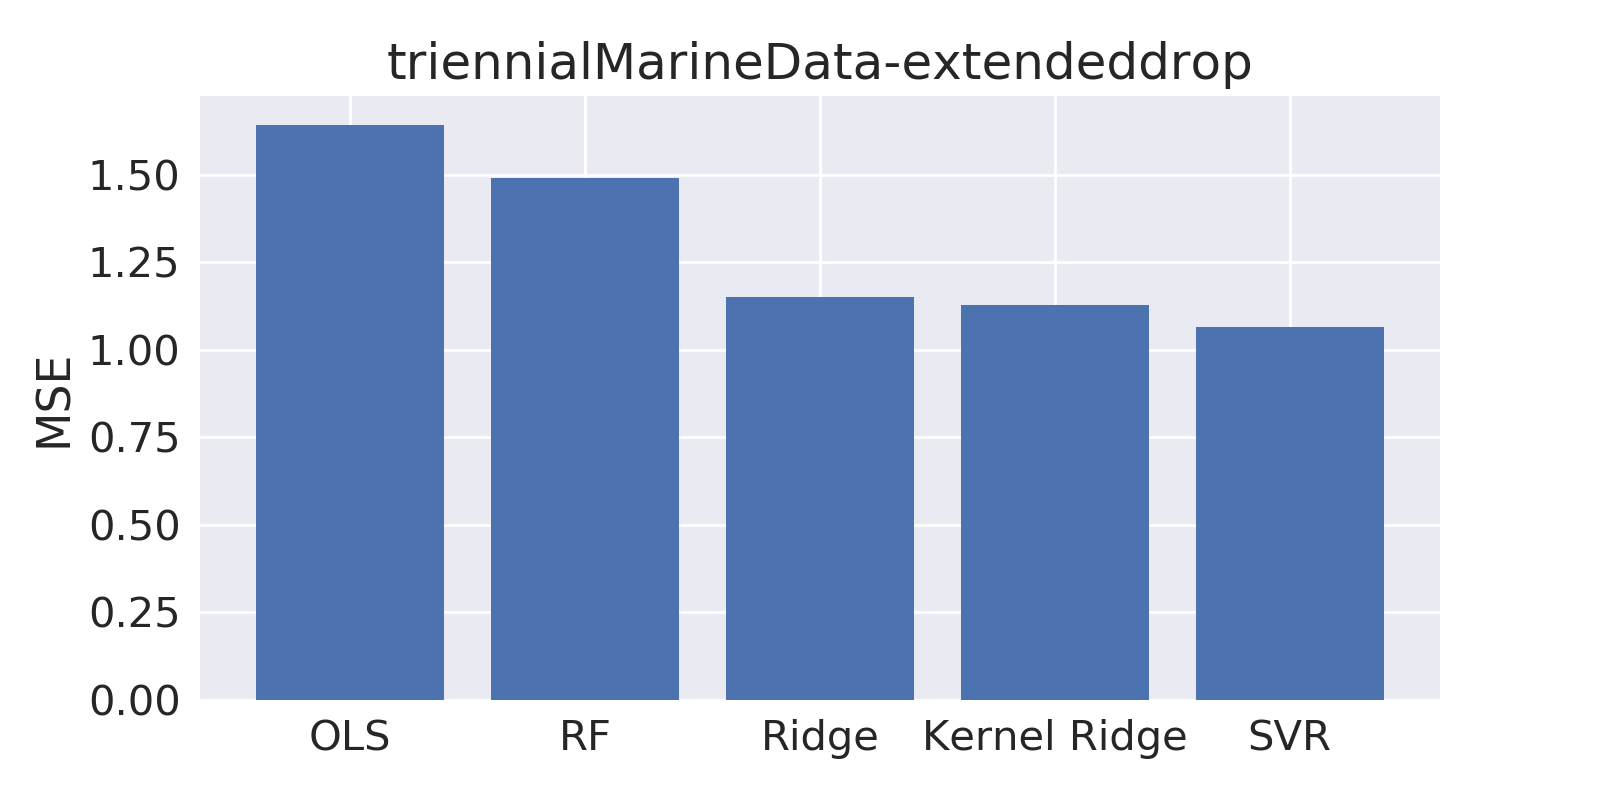 triennialMarineData-extendeddrop
MSE
1.50
1.25
1.00
0.75
0.50
0.25
0.00
OLS RF Ridge Kernel Ridge SVR